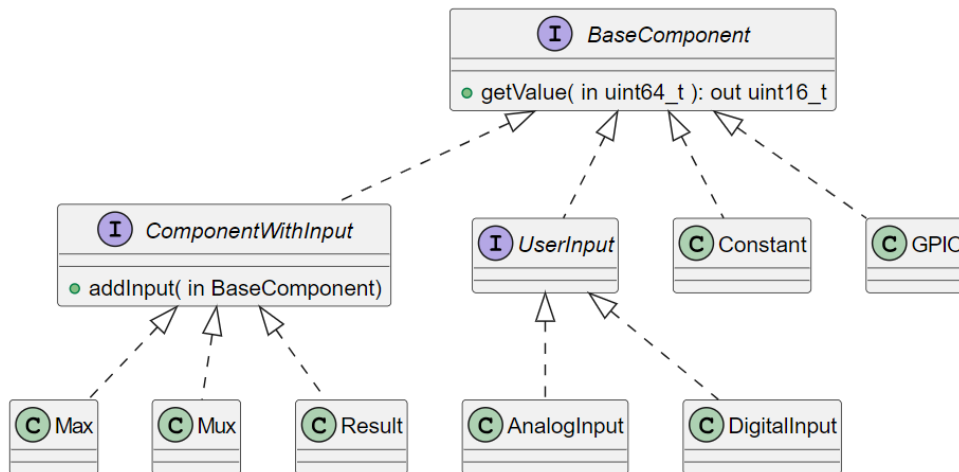 I BaseComponent
getValue( in uint64_t ): out uint16_t
I ComponentWithInput
addInput( in BaseComponent)
I UserInput
C Constant
C GPIO
C Max
C Mux
C Result
C AnalogInput
C DigitalInput